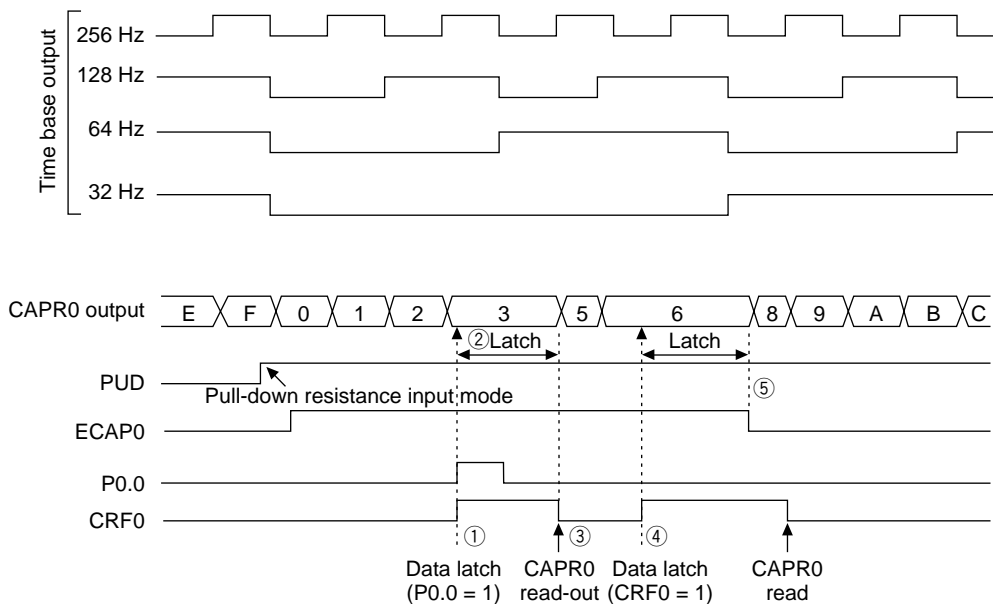 Time base output
256 Hz
128 Hz
64 Hz
32 Hz
CAPR0 output
E F 0 1 2 3 5 6 8 9 A B C
②Latch
Latch
PUD
Pull-down resistance input mode
⑤
ECAP0
P0.0
CRF0
① ③ ④
Data latch
(P0.0 = 1)
CAPR0
read-out
Data latch
(CRF0 = 1)
CAPR0
read